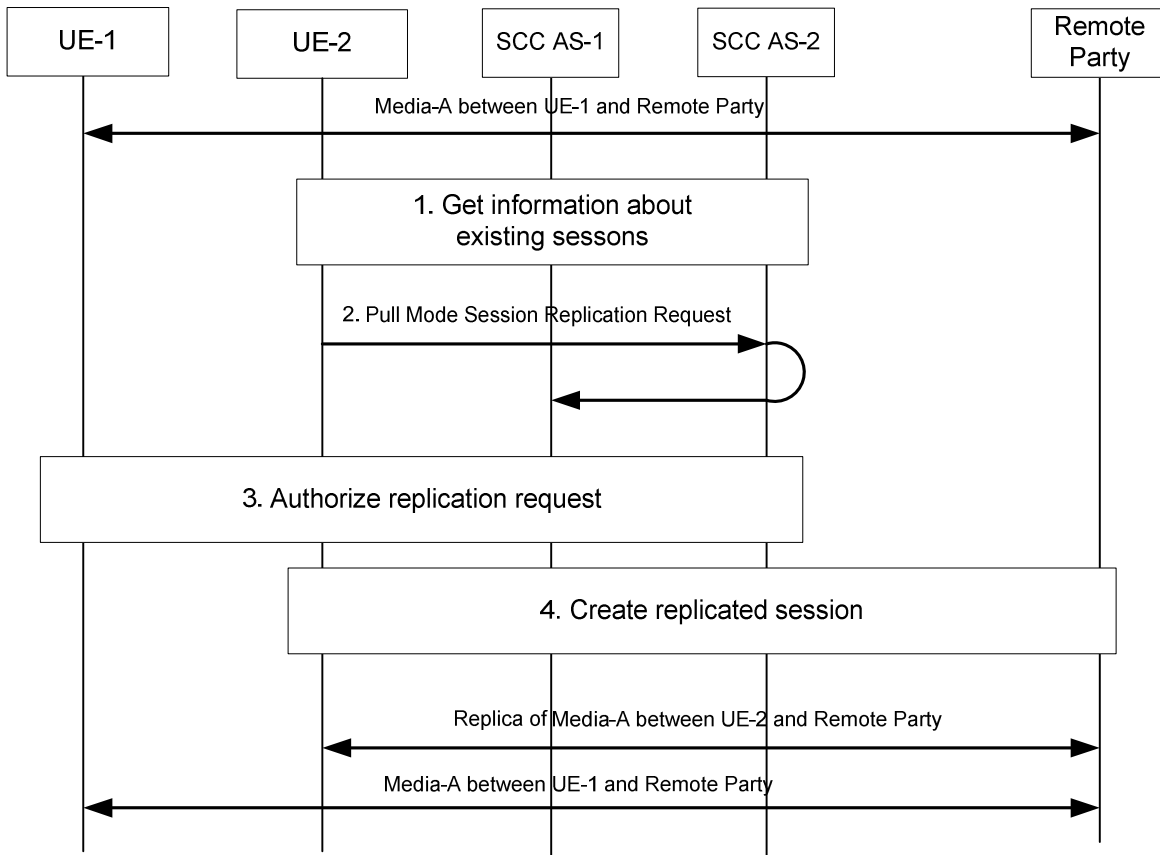 UE-1
UE-2
SCC AS-1
SCC AS-2
Remote
Party
Media-A between UE-1 and Remote Party
1. Get information about
existing sessons
2. Pull Mode Session Replication Request
3. Authorize replication request
4. Create replicated session
Replica of Media-A between UE-2 and Remote Party
Media-A between UE-1 and Remote Party